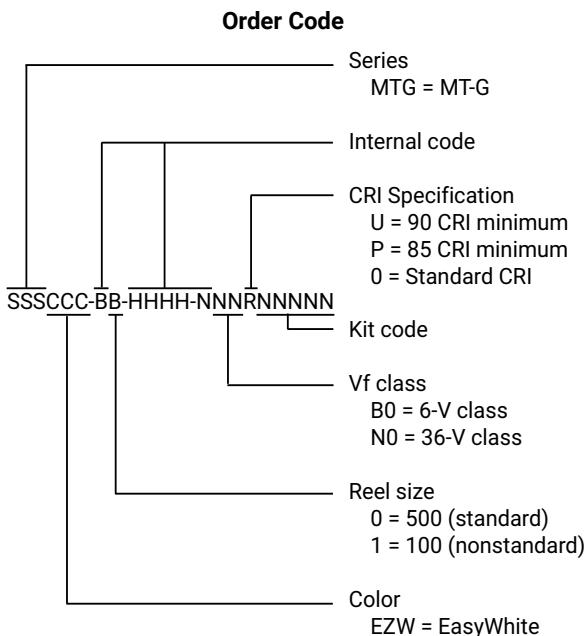 Order Code
Series
MTG = MT-G
Internal code
CRI Specification
U = 90 CRI minimum
P = 85 CRI minimum
0 = Standard CRI
SSSCCC-BB-HHHH-NNNRNNNNN
Kit code
Vf class
B0 = 6-V class
N0 = 36-V class
Reel size
0 = 500 (standard)
1 = 100 (nonstandard)
Color
EZW = EasyWhite